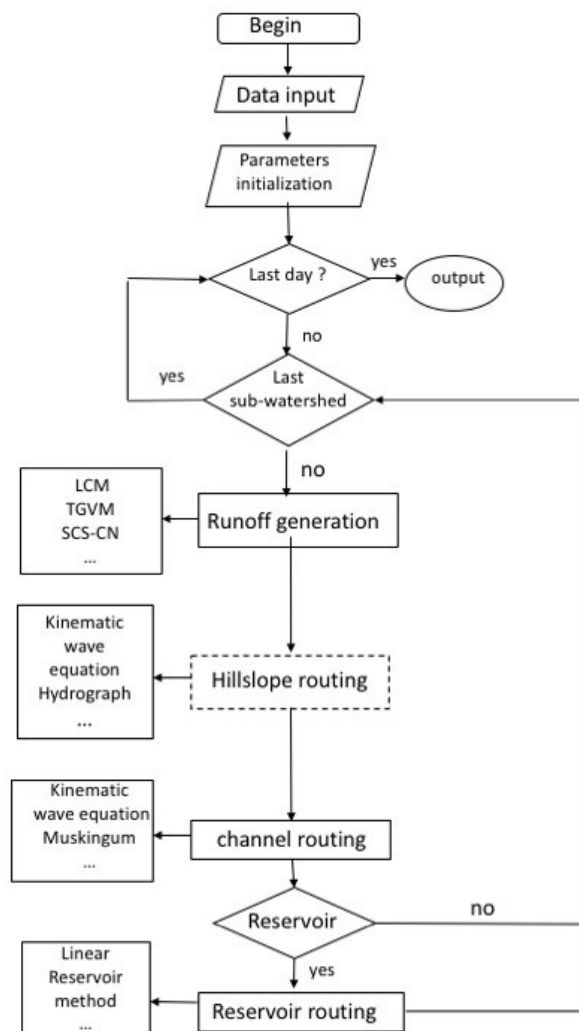 Begin
Data input
Parameters
initialization
Last day ?
yes
output
no
yes
Last
sub-watershed
no
LCM
TGVM
SCS-CN
...
Runoff generation
Kinematic
wave
equation
Hydrograph
...
Hillslope routing
Kinematic
wave equation
Muskingum
...
channel routing
Reservoir
no
yes
Linear
Reservoir
method
...
Reservoir routing